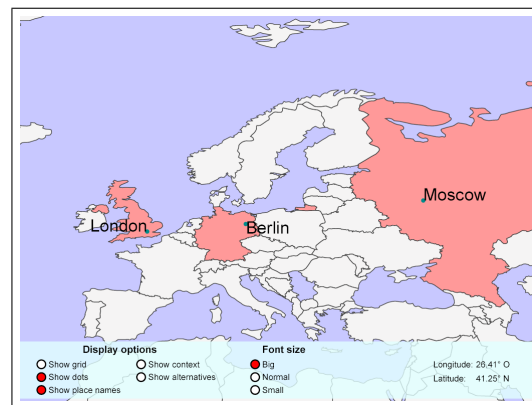 Moscow
London
Berlin
Display options
Show grid
Show context
Show dots
Show alternatives
Show place names
Font size
Big
Normal
Small
Longitude: 26.41° O
Latitude: 41.25° N